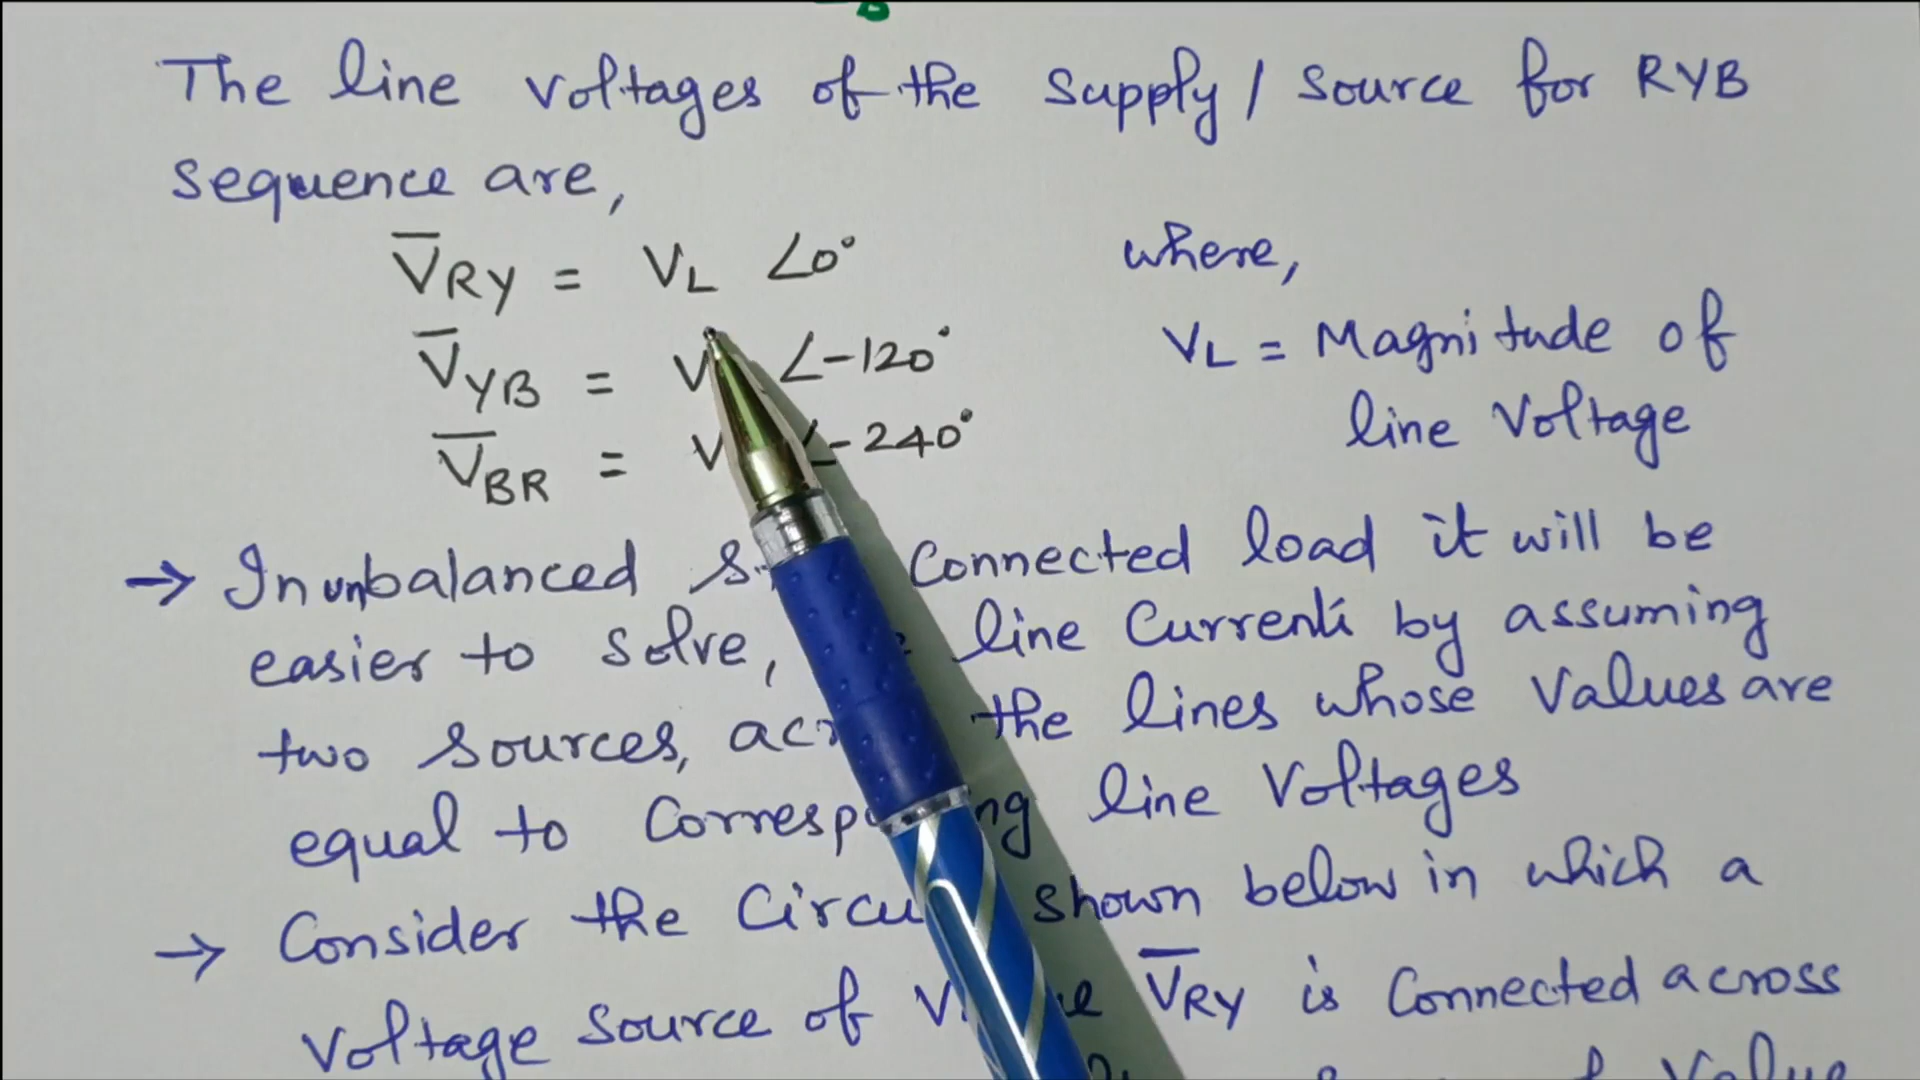 The line voltages of the supply / source for RYB
sequence are,
V̅RY = VL ∠0°
V̅YB = V ∠-120°
V̅BR = V ∠-240°
where,
VL = Magnitude of
line Voltage
→ In unbalanced connected load it will be
easier to solve, line Currents by assuming
two sources, the lines whose Values are
equal to line Voltages
→ Consider the shown below in which a
Voltage source of V̅RY is Connected across
Value